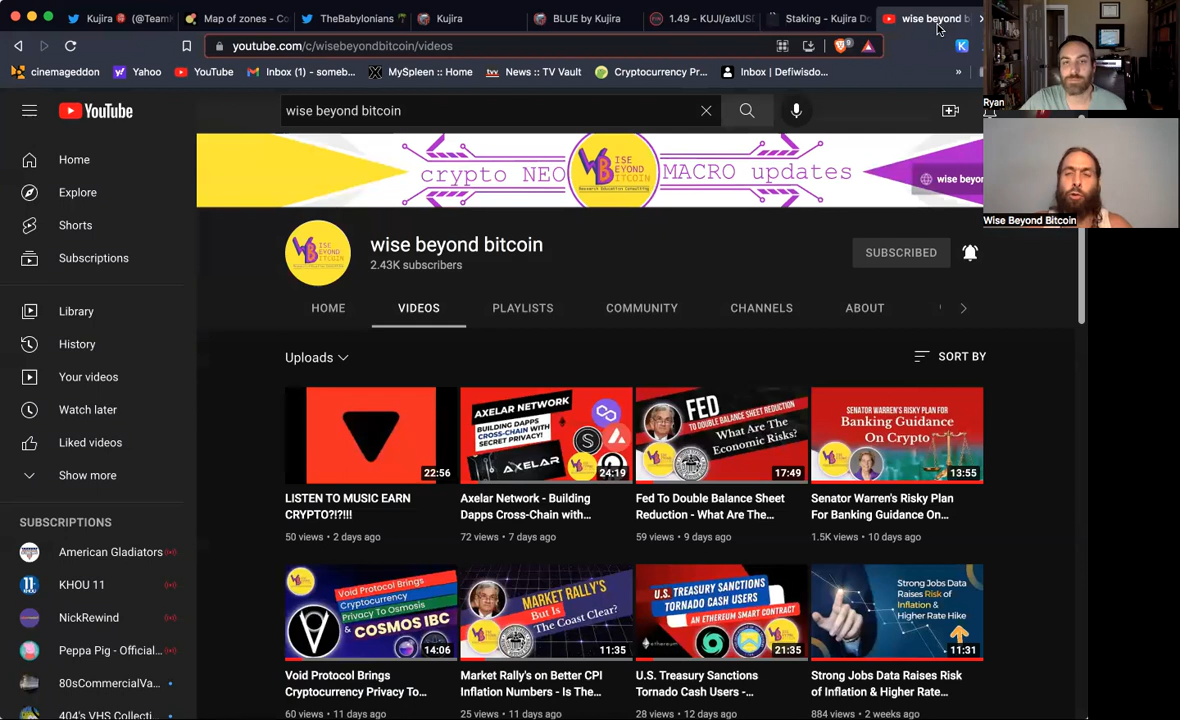 Kujira 🔥 (@TeamK
Map of zones - Co
TheBabylonians
Kujira
BLUE by Kujira
1.49 - KUJI/axlUS
Staking - Kujira Do
wise beyond b
youtube.com/c/wisebeyondbitcoin/videos
cinemageddon
Yahoo
YouTube
Inbox (1) - someb...
MySpleen :: Home
News :: TV Vault
Cryptocurrency Pr...
Inbox | Defiwisdo...
Ryan
YouTube
wise beyond bitcoin
crypto NEO
WISE BEYOND BITCOIN
Research Education Consulting
MACRO updates
wise beyon
Wise Beyond Bitcoin
Home
Explore
Shorts
Subscriptions
Library
History
Your videos
Watch later
Liked videos
Show more
SUBSCRIPTIONS
American Gladiators
KHOU 11
NickRewind
Peppa Pig - Official...
80sCommercialVa...
404's VHS Collecti...
wise beyond bitcoin
2.43K subscribers
SUBSCRIBED
HOME
VIDEOS
PLAYLISTS
COMMUNITY
CHANNELS
ABOUT
Uploads
SORT BY
22:56
LISTEN TO MUSIC EARN
CRYPTO?!?!!!
50 views • 2 days ago
AXELAR NETWORK
BUILDING DAPPS
CROSS-CHAIN WITH
SECRET PRIVACY!
AXELAR
24:19
Axelar Network - Building
Dapps Cross-Chain with...
72 views • 7 days ago
FED
TO DOUBLE BALANCE SHEET
REDUCTION -
What Are The
Economic Risks?
17:49
Fed To Double Balance Sheet
Reduction - What Are The...
59 views • 9 days ago
SENATOR WARREN'S RISKY PLAN
FOR
Banking Guidance
On Crypto
13:55
Senator Warren's Risky Plan
For Banking Guidance On...
1.5K views • 10 days ago
Void Protocol Brings
Cryptocurrency
Privacy To Osmosis
& COSMOS IBC
14:06
Void Protocol Brings
Cryptocurrency Privacy To...
60 views • 11 days ago
MARKET RALLY'S
But Is
The Coast Clear?
11:35
Market Rally's on Better CPI
Inflation Numbers - Is The...
25 views • 11 days ago
U.S. TREASURY SANCTIONS
TORNADO CASH USERS
- AN ETHEREUM SMART CONTRACT
ethereum
21:35
U.S. Treasury Sanctions
Tornado Cash Users -...
28 views • 12 days ago
Strong Jobs Data
Raises Risk of
Inflation &
Higher Rate Hike
11:31
Strong Jobs Data Raises Risk
of Inflation & Higher Rate...
884 views • 2 weeks ago